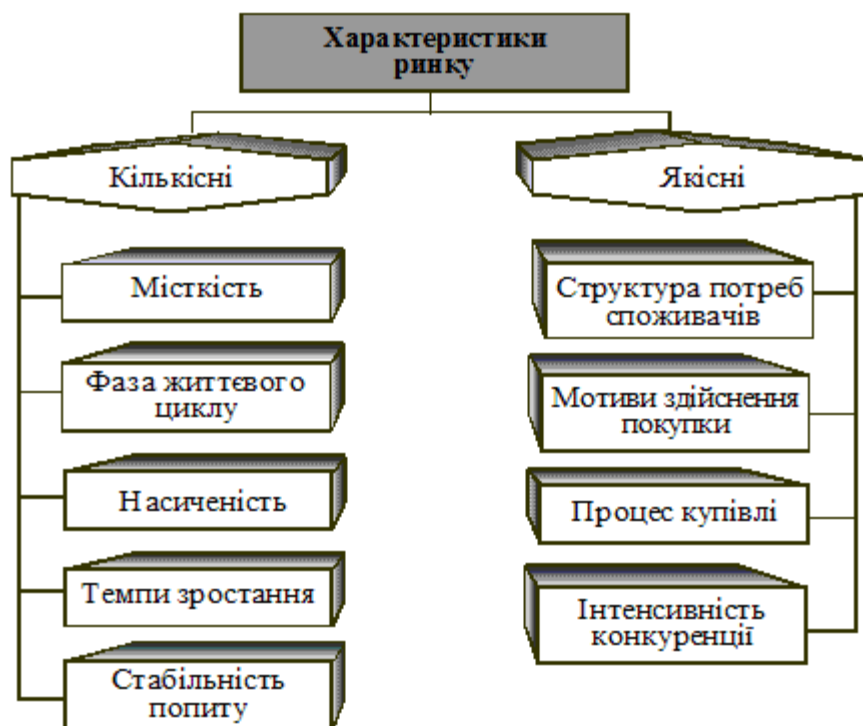 Характеристики
ринку
Кількісні
Якісні
Місткість
Фаза життєвого
циклу
Насиченість
Темпи зростання
Стабільність
попиту
Структура потреб
споживачів
Мотиви здійснення
покупки
Процес купівлі
Інтенсивність
конкуренції